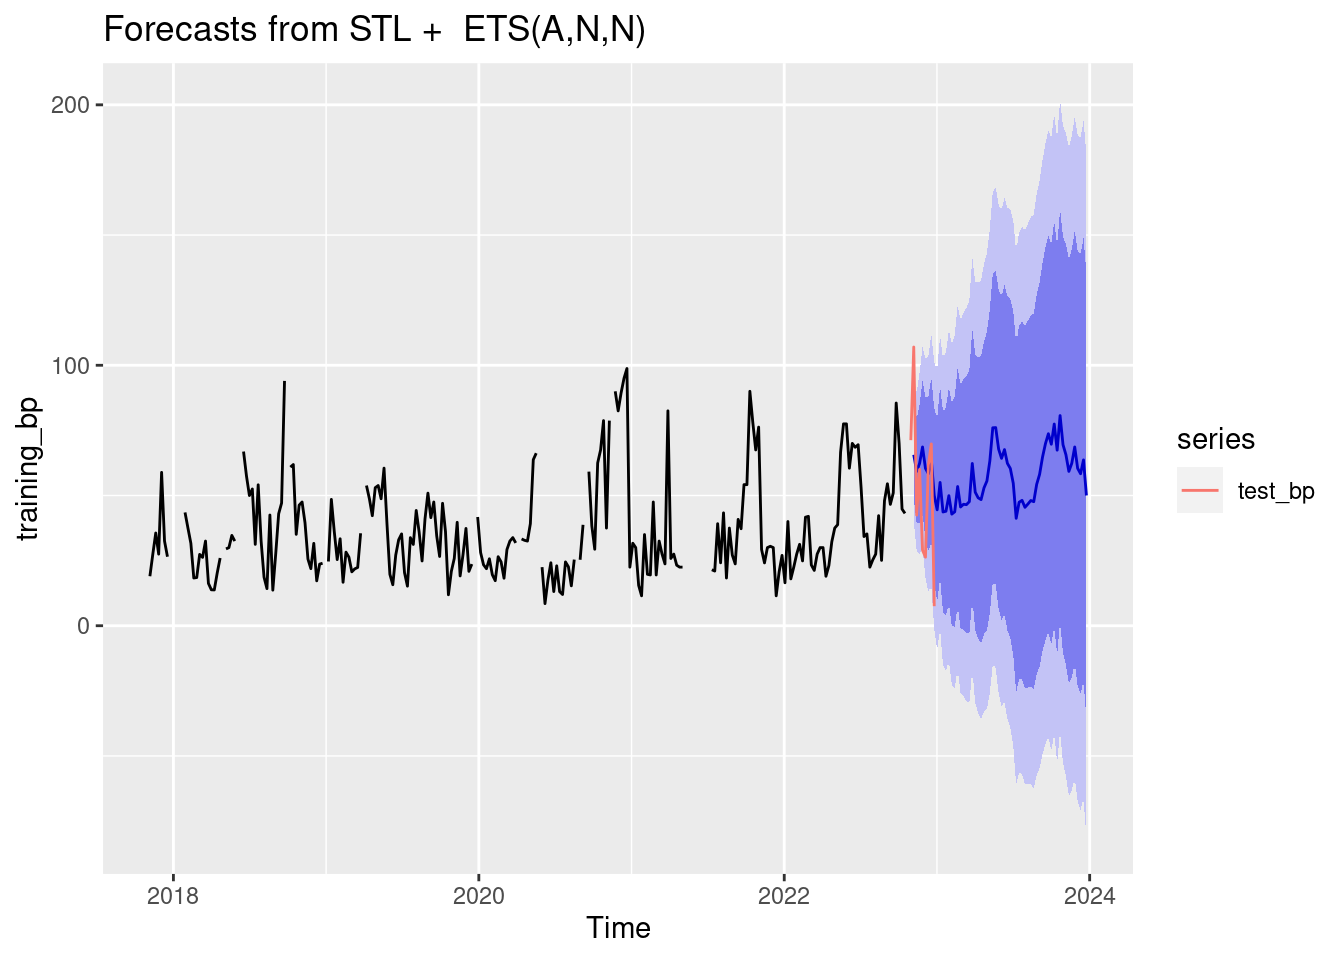 Forecasts from STL +  ETS(A,N,N)
200
100
0
training_bp
2018
2020
2022
2024
Time
series
test_bp